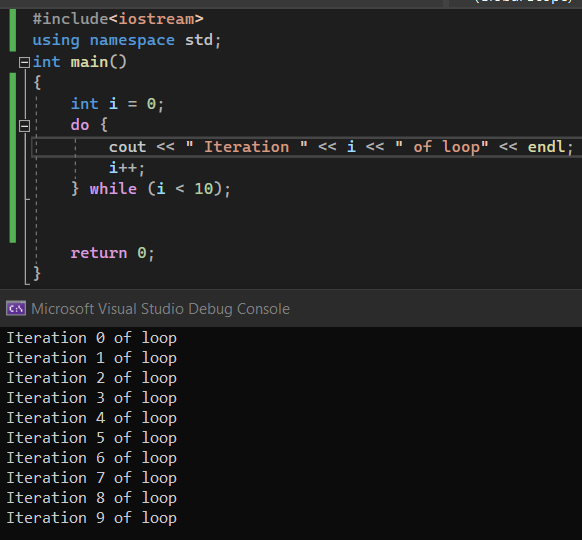 #include<iostream>
using namespace std;
int main()
{
int i = 0;
do {
cout << " Iteration " << i << " of loop" << endl;
i++;
} while (i < 10);
return 0;
}
C:\ Microsoft Visual Studio Debug Console
Iteration 0 of loop
Iteration 1 of loop
Iteration 2 of loop
Iteration 3 of loop
Iteration 4 of loop
Iteration 5 of loop
Iteration 6 of loop
Iteration 7 of loop
Iteration 8 of loop
Iteration 9 of loop